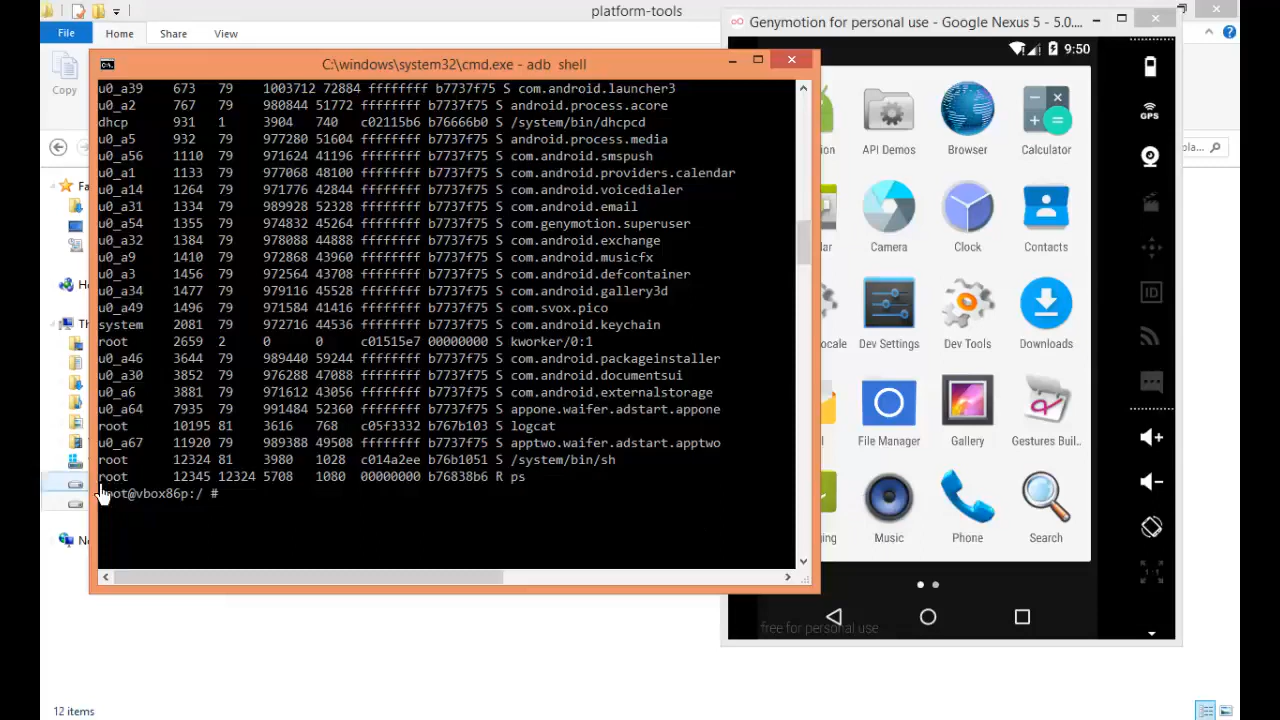 platform-tools
File Home Share View
Copy
C:\windows\system32\cmd.exe - adb shell
u0_a39 673 79 1003712 72884 ffffffff b7737f75 S com.android.launcher3
u0_a2 767 79 980844 51772 ffffffff b7737f75 S android.process.acore
dhcp 931 1 3904 740 c02115b6 b76666b0 S /system/bin/dhcpcd
u0_a5 932 79 977280 51604 ffffffff b7737f75 S android.process.media
u0_a56 1110 79 971624 41196 ffffffff b7737f75 S com.android.smspush
u0_a1 1133 79 977068 48100 ffffffff b7737f75 S com.android.providers.calendar
u0_a14 1264 79 971776 42844 ffffffff b7737f75 S com.android.voicedialer
u0_a31 1334 79 989928 52328 ffffffff b7737f75 S com.android.email
u0_a54 1355 79 974832 45264 ffffffff b7737f75 S com.genymotion.superuser
u0_a32 1384 79 978088 44888 ffffffff b7737f75 S com.android.exchange
u0_a9 1410 79 972868 43960 ffffffff b7737f75 S com.android.musicfx
u0_a3 1456 79 972564 43708 ffffffff b7737f75 S com.android.defcontainer
u0_a34 1477 79 979116 45528 ffffffff b7737f75 S com.android.gallery3d
u0_a49 1496 79 971584 41416 ffffffff b7737f75 S com.svox.pico
system 2081 79 972716 44536 ffffffff b7737f75 S com.android.keychain
root 2659 2 0 0 c01515e7 00000000 S kworker/0:1
u0_a46 3644 79 989440 59244 ffffffff b7737f75 S com.android.packageinstaller
u0_a30 3852 79 976288 47088 ffffffff b7737f75 S com.android.documentsui
u0_a6 3881 79 971612 43056 ffffffff b7737f75 S com.android.externalstorage
u0_a64 7935 79 991484 52360 ffffffff b7737f75 S appone.waifer.adstart.appone
root 10195 81 3616 768 c05f3332 b767b103 S logcat
u0_a67 11920 79 989388 49508 ffffffff b7737f75 S apptwo.waifer.adstart.apptwo
root 12324 81 3980 1028 c014a2ee b76b1051 S /system/bin/sh
root 12345 12324 5708 1080 00000000 b76838b6 R ps
root@vbox86p:/ #
Genymotion for personal use - Google Nexus 5 - 5.0....
9:50
GPS
API Demos Browser Calculator
Camera Clock Contacts
Dev Settings Dev Tools Downloads
File Manager Gallery Gestures Buil..
Music Phone Search
ID
free for personal use
12 items